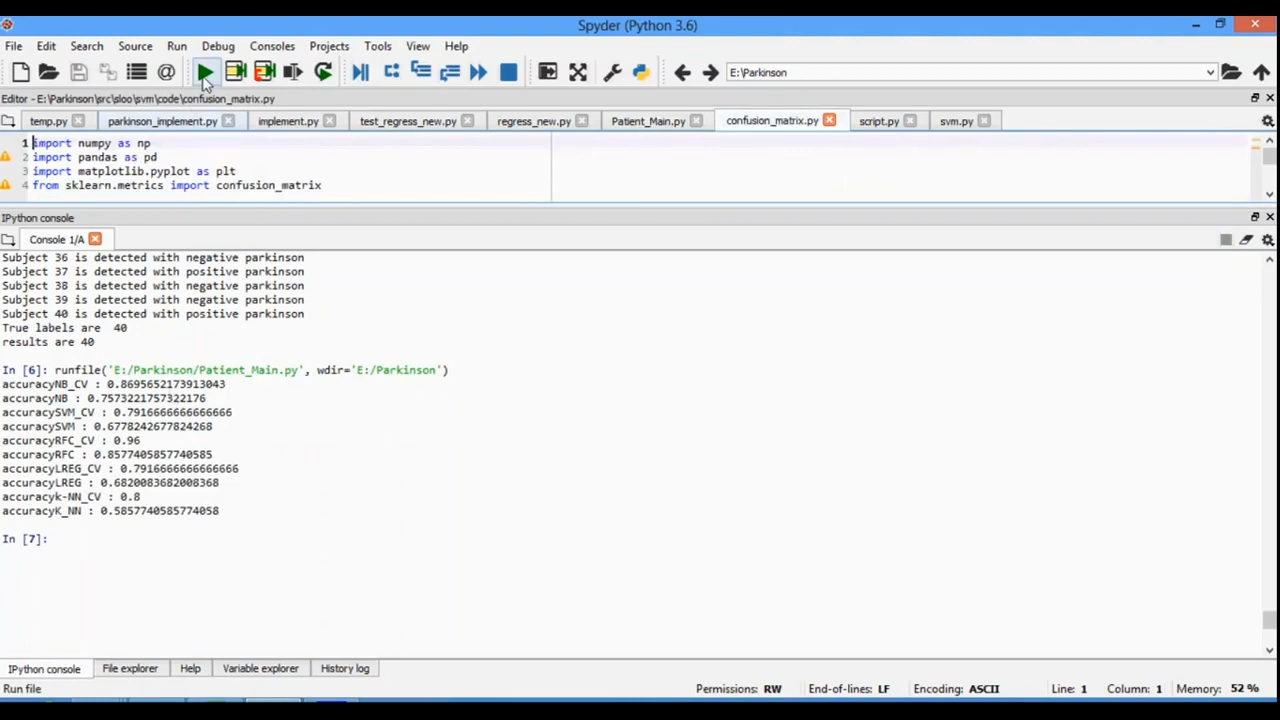 Spyder (Python 3.6)
File Edit Search Source Run Debug Consoles Projects Tools View Help
E:\Parkinson
Editor - E:\Parkinson\src\sloo\svm\code\confusion_matrix.py
temp.py parkinson_implement.py implement.py test_regress_new.py regress_new.py Patient_Main.py confusion_matrix.py script.py svm.py
1 import numpy as np
2 import pandas as pd
3 import matplotlib.pyplot as plt
4 from sklearn.metrics import confusion_matrix
IPython console
Console 1/A
Subject 36 is detected with negative parkinson
Subject 37 is detected with positive parkinson
Subject 38 is detected with negative parkinson
Subject 39 is detected with negative parkinson
Subject 40 is detected with positive parkinson
True labels are  40
results are 40
In [6]: runfile('E:/Parkinson/Patient_Main.py', wdir='E:/Parkinson')
accuracyNB_CV : 0.8695652173913043
accuracyNB : 0.7573221757322176
accuracySVM_CV : 0.7916666666666666
accuracySVM : 0.6778242677824268
accuracyRFC_CV : 0.96
accuracyRFC : 0.8577405857740585
accuracyLREG_CV : 0.7916666666666666
accuracyLREG : 0.6820083682008368
accuracyk-NN_CV : 0.8
accuracyK_NN : 0.5857740585774058
In [7]:
IPython console File explorer Help Variable explorer History log
Run file Permissions: RW End-of-lines: LF Encoding: ASCII Line: 1 Column: 1 Memory: 52 %